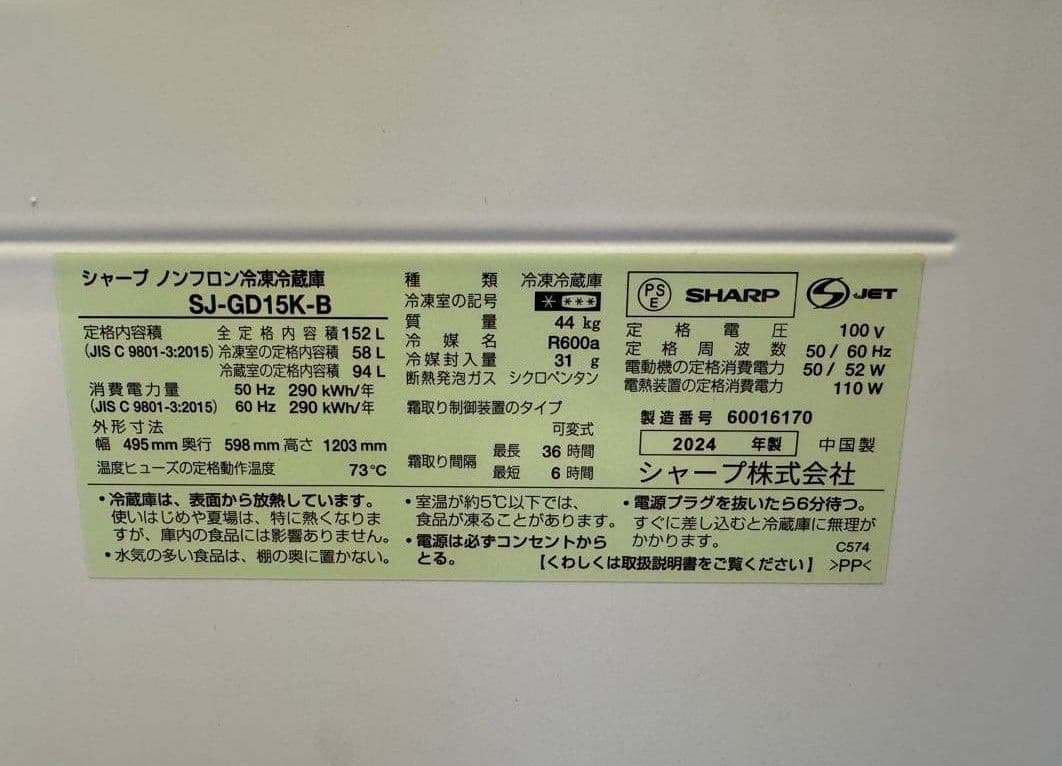 シャープ ノンフロン冷凍冷蔵庫
SJ-GD15K-B
定格内容積 全定格内容積 152 L
(JIS C 9801-3:2015) 冷凍室の定格内容積 58 L
冷蔵室の定格内容積 94 L
消費電力量 50 Hz 290 kWh/年
(JIS C 9801-3:2015) 60 Hz 290 kWh/年
外形寸法
幅 495 mm 奥行 598 mm 高さ 1203 mm
温度ヒューズの定格動作温度 73℃
種類 冷凍冷蔵庫
冷凍室の記号 * ***
質量 44 kg
冷媒名 R600a
冷媒封入量 31 g
断熱発泡ガス シクロペンタン
霜取り制御装置のタイプ
可変式
霜取り間隔 最長 36 時間
最短 6 時間
PS E SHARP JET
定格電圧 100 V
定格周波数 50 / 60 Hz
電動機の定格消費電力 50 / 52 W
電熱装置の定格消費電力 110 W
製造番号 60016170
2024 年製 中国製
シャープ株式会社
・冷蔵庫は、表面から放熱しています。
使いはじめや夏場は、特に熱くなりま
すが、庫内の食品には影響ありません。
・水気の多い食品は、棚の奥に置かない。
・室温が約5℃以下では、
食品が凍ることがあります。
・電源は必ずコンセントから
とる。
・電源プラグを抜いたら6分待つ。
すぐに差し込むと冷蔵庫に無理が
かかります。
C574
【くわしくは取扱説明書をご覧ください】 >PP<